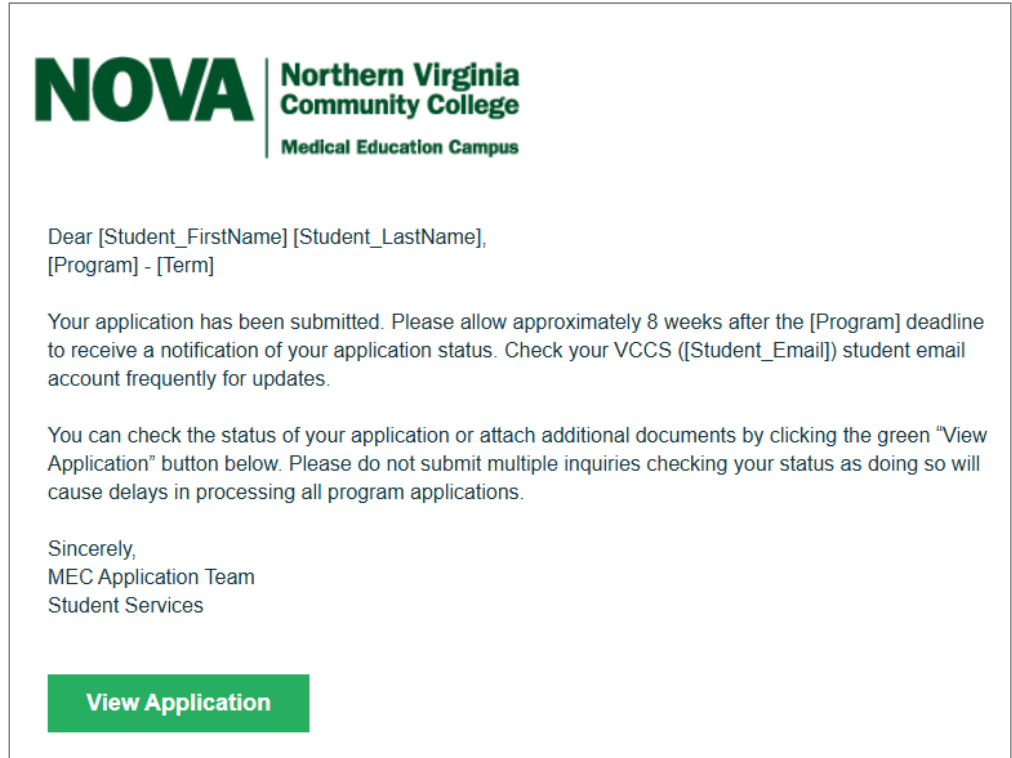 NOVA
Northern Virginia
Community College
Medical Education Campus
Dear [Student_FirstName] [Student_LastName],
[Program] - [Term]
Your application has been submitted. Please allow approximately 8 weeks after the [Program] deadline
to receive a notification of your application status. Check your VCCS ([Student_Email]) student email
account frequently for updates.
You can check the status of your application or attach additional documents by clicking the green “View
Application” button below. Please do not submit multiple inquiries checking your status as doing so will
cause delays in processing all program applications.
Sincerely,
MEC Application Team
Student Services
View Application